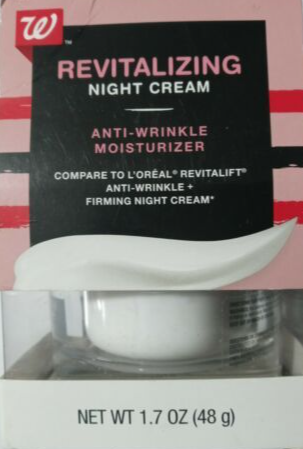 W™
REVITALIZING
NIGHT CREAM
ANTI-WRINKLE
MOISTURIZER
COMPARE TO L'ORÉAL® REVITALIFT®
ANTI-WRINKLE +
FIRMING NIGHT CREAM*
NET WT 1.7 OZ (48 g)